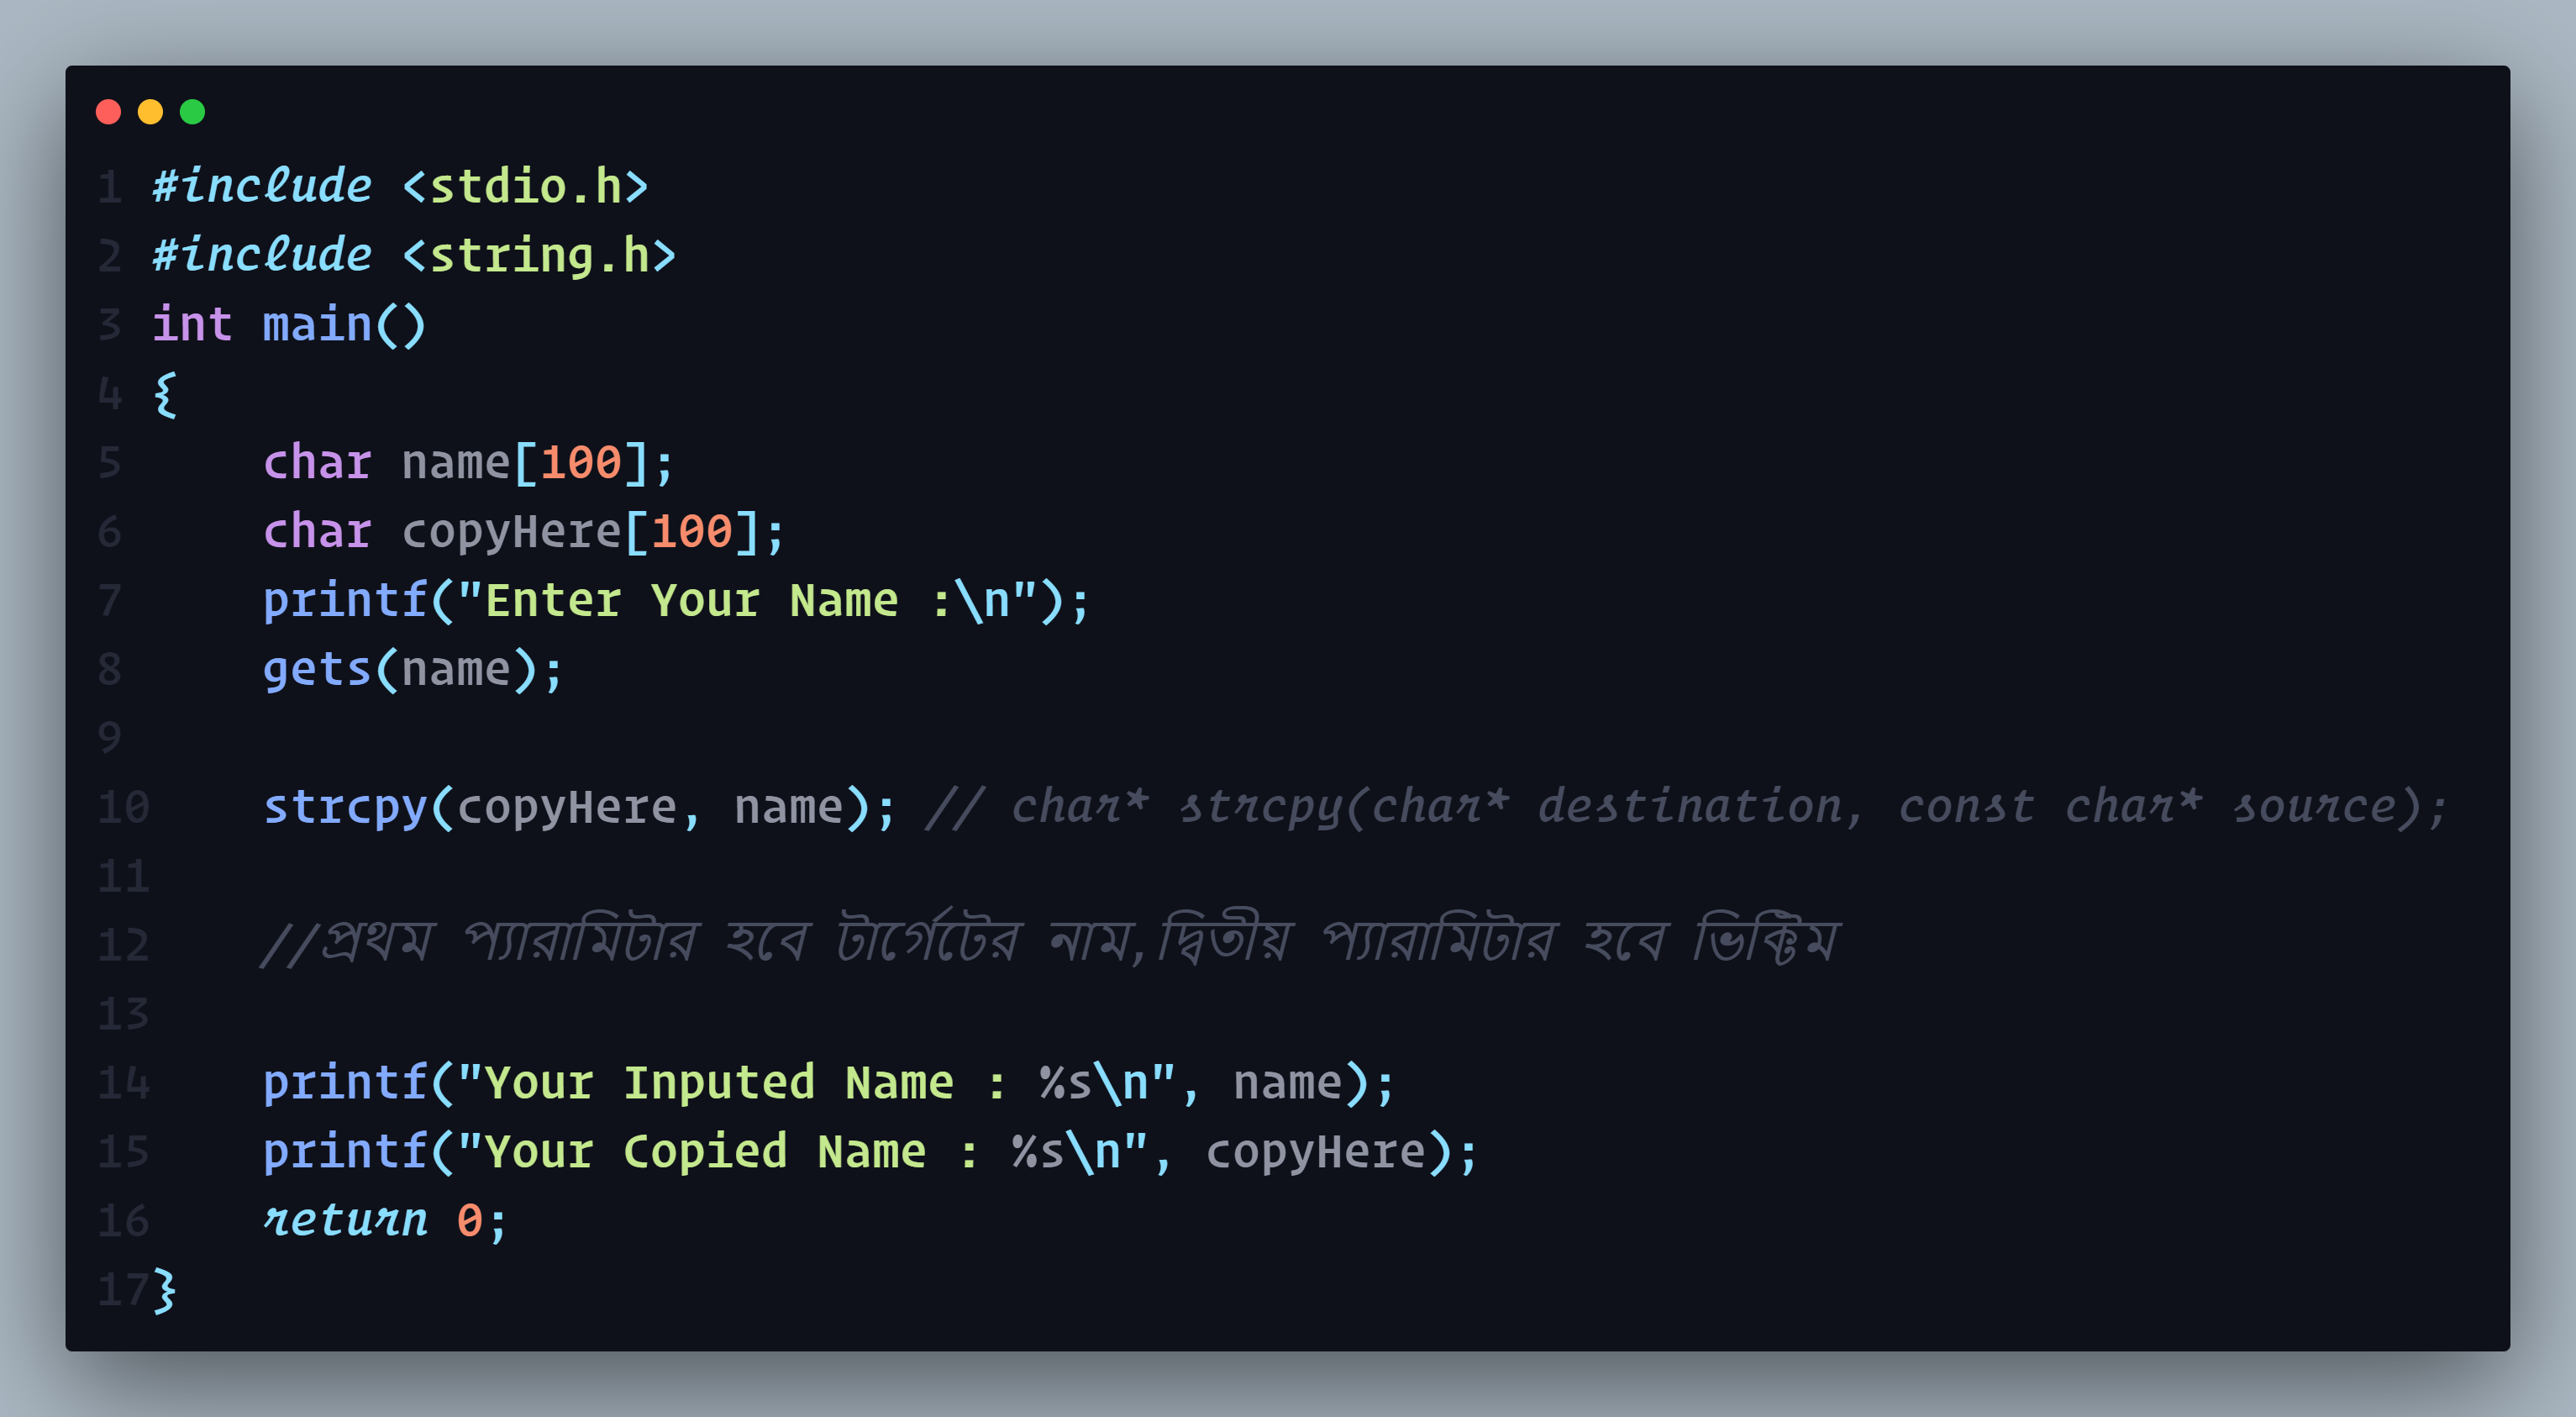 1 #include <stdio.h>
2 #include <string.h>
3 int main()
4 {
5     char name[100];
6     char copyHere[100];
7     printf("Enter Your Name :\n");
8     gets(name);
9
10    strcpy(copyHere, name); // char* strcpy(char* destination, const char* source);
11
12    //প্রথম প্যারামিটার হবে টার্গেটের নাম,দ্বিতীয় প্যারামিটার হবে ভিক্টিম
13
14    printf("Your Inputed Name : %s\n", name);
15    printf("Your Copied Name : %s\n", copyHere);
16    return 0;
17}